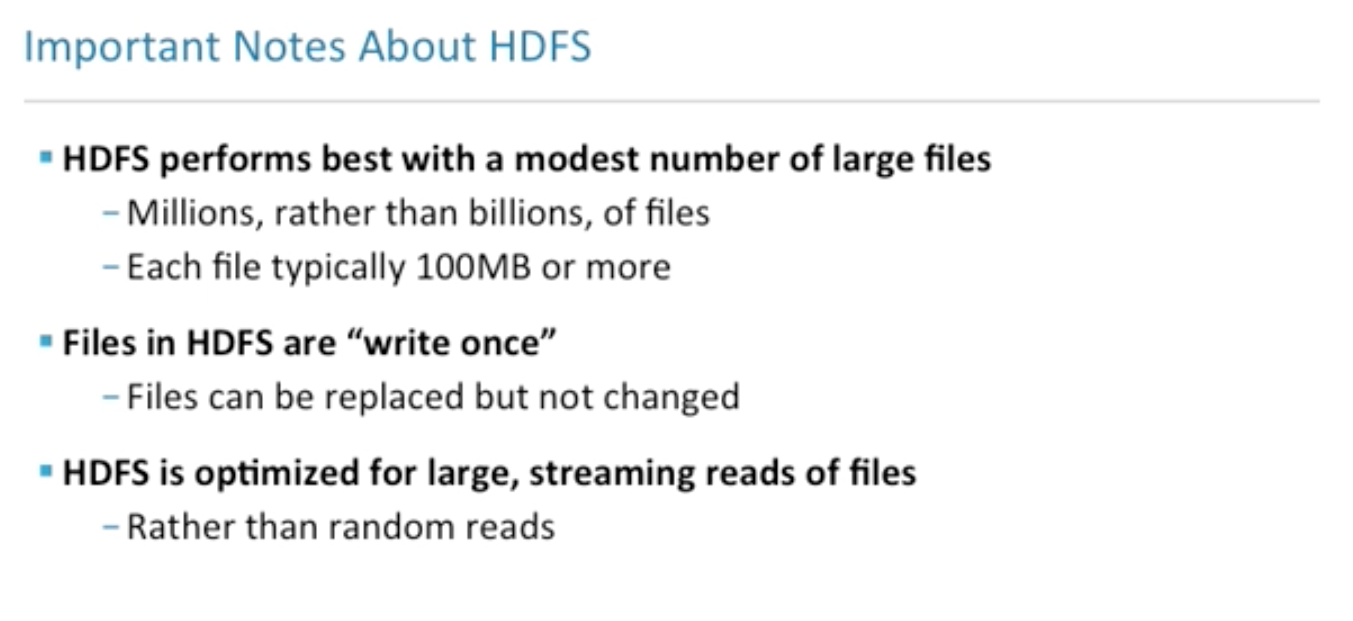 Important Notes About HDFS
▪ HDFS performs best with a modest number of large files
– Millions, rather than billions, of files
– Each file typically 100MB or more
▪ Files in HDFS are “write once”
– Files can be replaced but not changed
▪ HDFS is optimized for large, streaming reads of files
– Rather than random reads